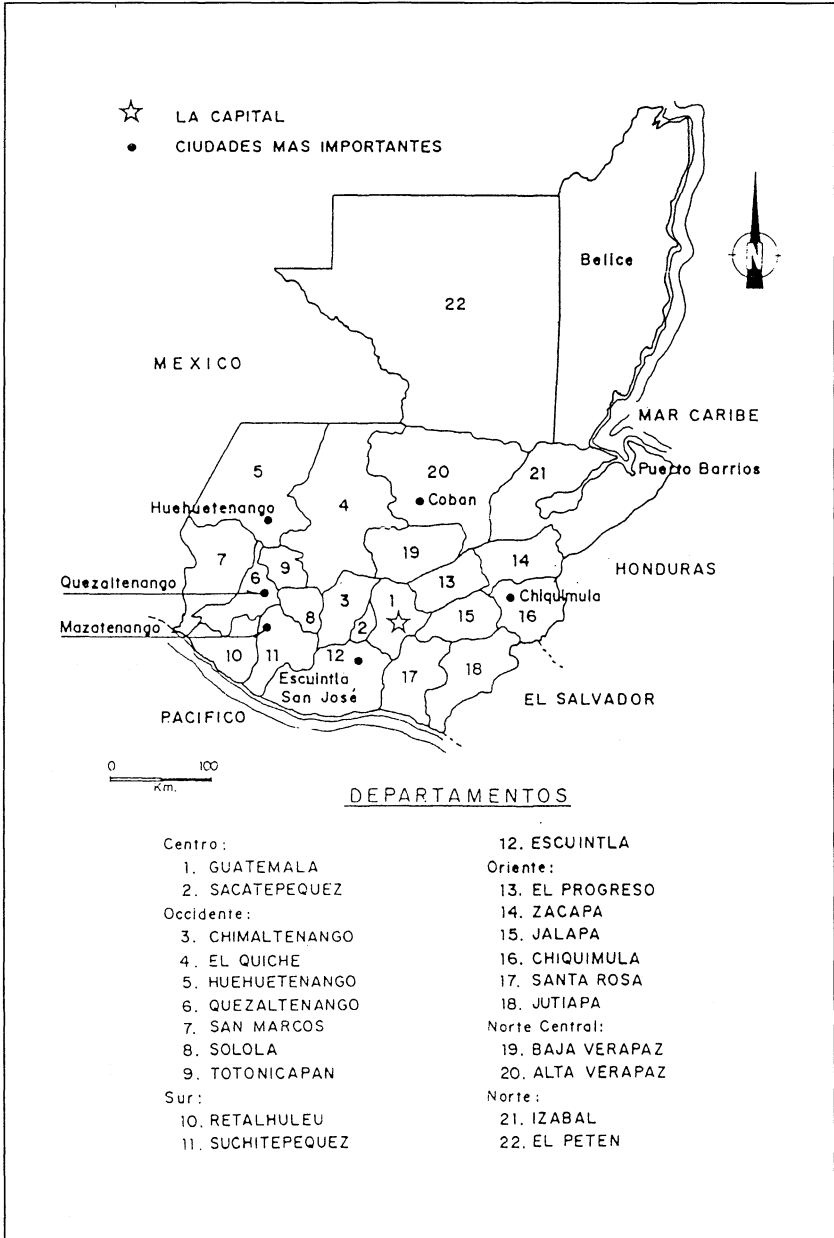 LA CAPITAL
CIUDADES MAS IMPORTANTES
N
Belice
22
MEXICO
MAR CARIBE
5
20
21
Puerto Barrios
Huehuetenango
4
Coban
7
9
19
14
HONDURAS
Quezaltenango
6
3
1
13
Chiquimula
8
2
15
16
Mazatenango
10
11
12
17
18
Escuintla
San José
EL SALVADOR
PACIFICO
0 100
Km.
DEPARTAMENTOS
Centro:
1. GUATEMALA
2. SACATEPEQUEZ
Occidente:
3. CHIMALTENANGO
4. EL QUICHE
5. HUEHUETENANGO
6. QUEZALTENANGO
7. SAN MARCOS
8. SOLOLA
9. TOTONICAPAN
Sur:
10. RETALHULEU
11. SUCHITEPEQUEZ
12. ESCUINTLA
Oriente:
13. EL PROGRESO
14. ZACAPA
15. JALAPA
16. CHIQUIMULA
17. SANTA ROSA
18. JUTIAPA
Norte Central:
19. BAJA VERAPAZ
20. ALTA VERAPAZ
Norte:
21. IZABAL
22. EL PETEN